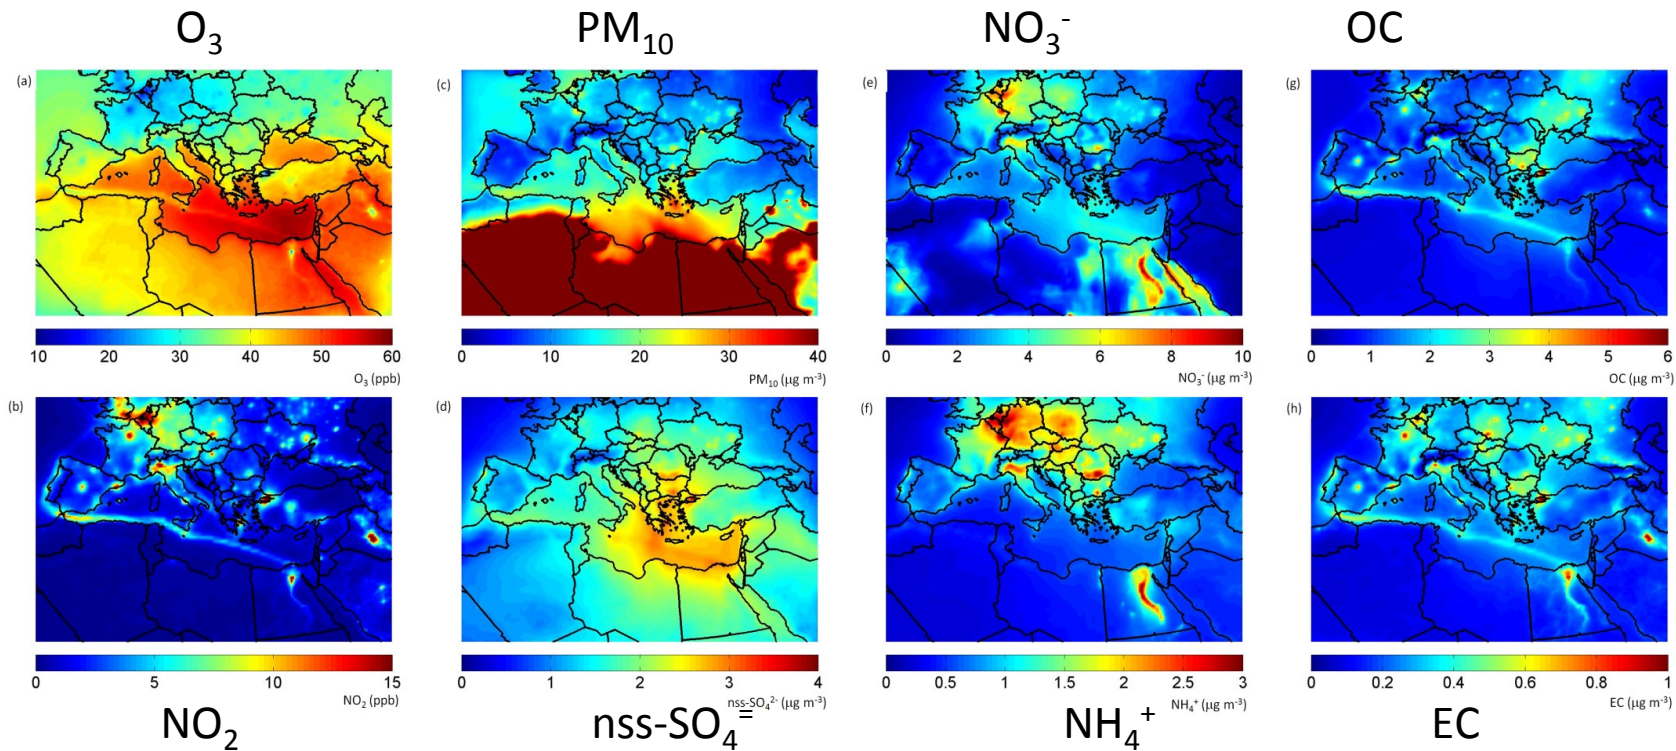 O₃ PM₁₀ NO₃⁻ OC
(a) (c) (e) (g)
10 20 30 40 50 60
O₃ (ppb)
0 10 20 30 40
PM₁₀ (µg m⁻³)
0 2 4 6 8 10
NO₃⁻ (µg m⁻³)
0 1 2 3 4 5 6
OC (µg m⁻³)
(b) (d) (f) (h)
0 5 10 15
NO₂ (ppb)
0 1 2 3 4
nss-SO₄²⁻ (µg m⁻³)
0 0.5 1 1.5 2 2.5 3
NH₄⁺ (µg m⁻³)
0 0.2 0.4 0.6 0.8 1
EC (µg m⁻³)
NO₂ nss-SO₄⁼ NH₄⁺ EC